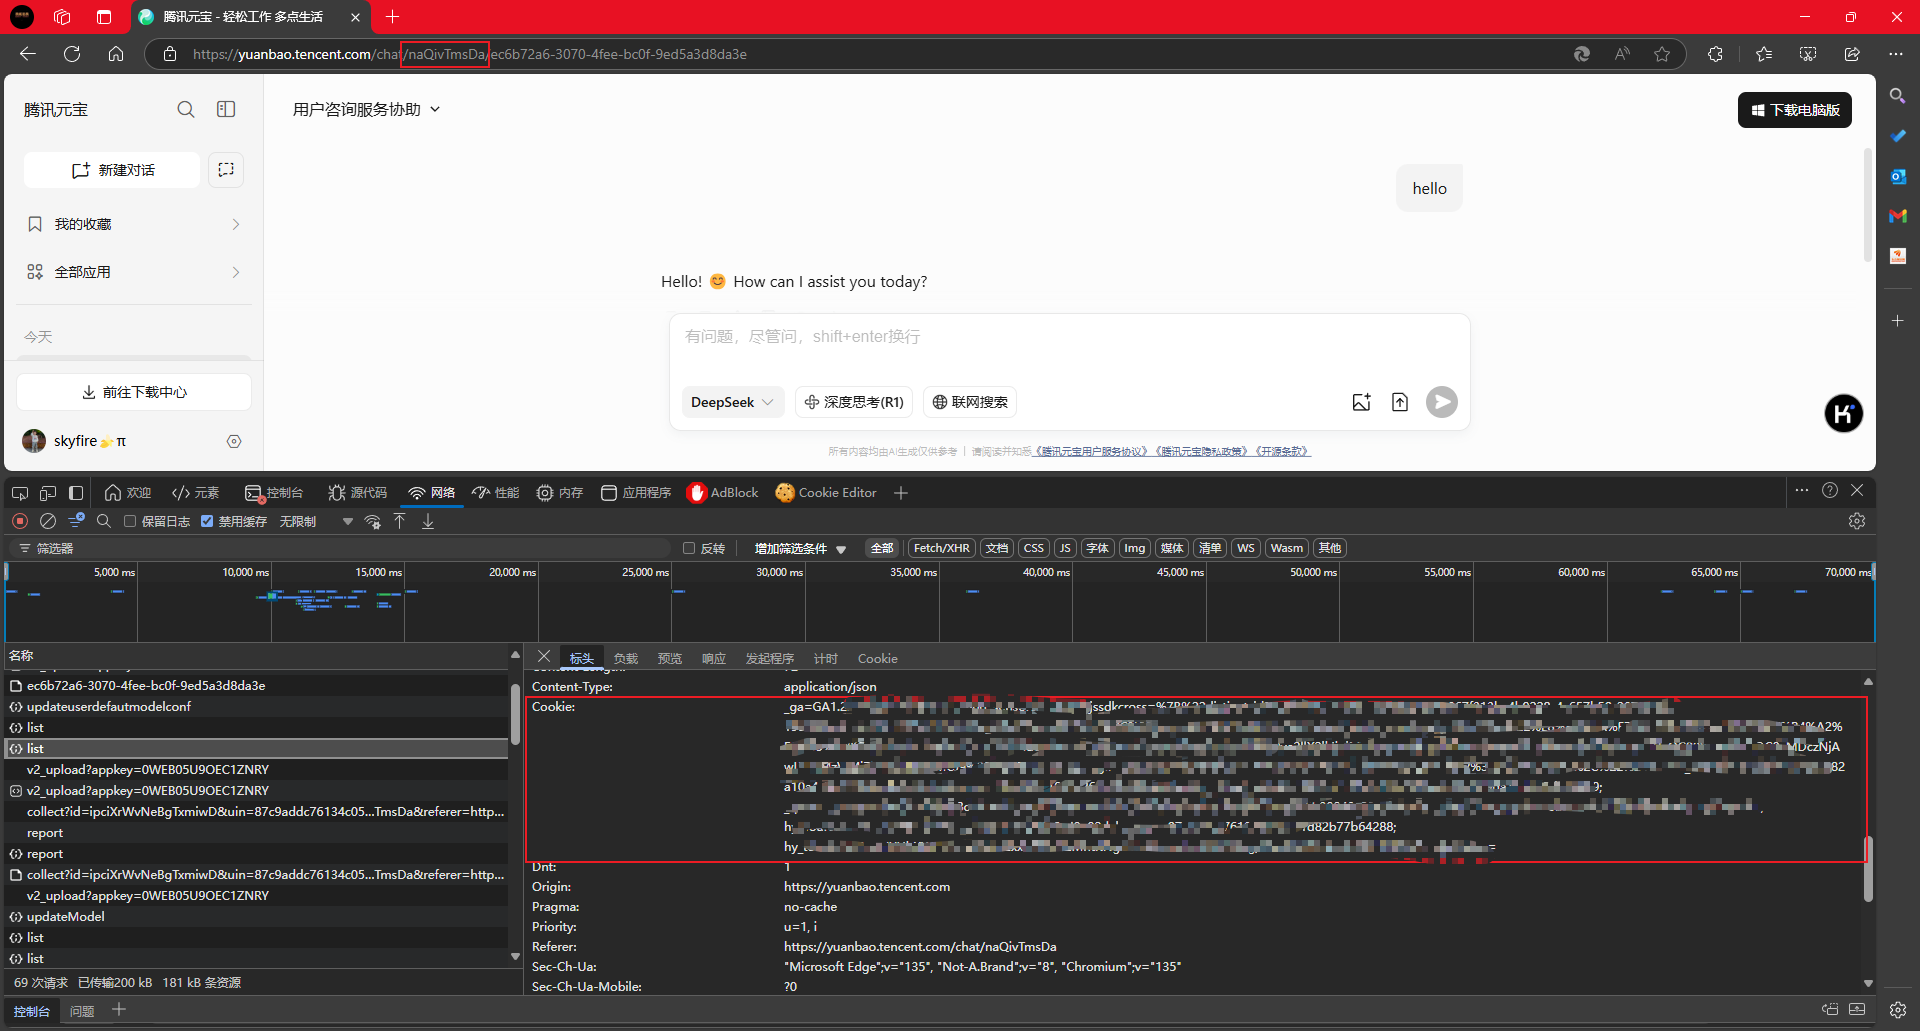 腾讯元宝 - 轻松工作 多点生活
https://yuanbao.tencent.com/chat/naQivTmsDa/ec6b72a6-3070-4fee-bc0f-9ed5a3d8da3e
腾讯元宝
用户咨询服务协助
下载电脑版
新建对话
hello
我的收藏
全部应用
Hello! 😊 How can I assist you today?
今天
有问题，尽管问，shift+enter换行
前往下载中心
DeepSeek 深度思考(R1) 联网搜索
skyfire π
所有内容均由AI生成仅供参考 | 请阅读并知悉《腾讯元宝用户服务协议》《腾讯元宝隐私政策》《开源条款》
欢迎 元素 控制台 源代码 网络 性能 内存 应用程序 AdBlock Cookie Editor
保留日志 禁用缓存 无限制
筛选器 反转 增加筛选条件 全部 Fetch/XHR 文档 CSS JS 字体 Img 媒体 清单 WS Wasm 其他
5,000 ms 10,000 ms 15,000 ms 20,000 ms 25,000 ms 30,000 ms 35,000 ms 40,000 ms 45,000 ms 50,000 ms 55,000 ms 60,000 ms 65,000 ms 70,000 ms
名称
ec6b72a6-3070-4fee-bc0f-9ed5a3d8da3e
updateuserdefautmodelconf
list
list
v2_upload?appkey=0WEB05U9OEC1ZNRY
v2_upload?appkey=0WEB05U9OEC1ZNRY
collect?id=ipciXrWvNeBgTxmiwD&uin=87c9addc76134c05...TmsDa&referer=http...
report
report
collect?id=ipciXrWvNeBgTxmiwD&uin=87c9addc76134c05...TmsDa&referer=http...
v2_upload?appkey=0WEB05U9OEC1ZNRY
updateModel
list
list
69 次请求 已传输200 kB 181 kB 条资源
标头 负载 预览 响应 发起程序 计时 Cookie
Content-Type: application/json
Cookie: _ga=GA1.2
Dnt: 1
Origin: https://yuanbao.tencent.com
Pragma: no-cache
Priority: u=1, i
Referer: https://yuanbao.tencent.com/chat/naQivTmsDa
Sec-Ch-Ua: "Microsoft Edge";v="135", "Not-A.Brand";v="8", "Chromium";v="135"
Sec-Ch-Ua-Mobile: ?0
控制台 问题